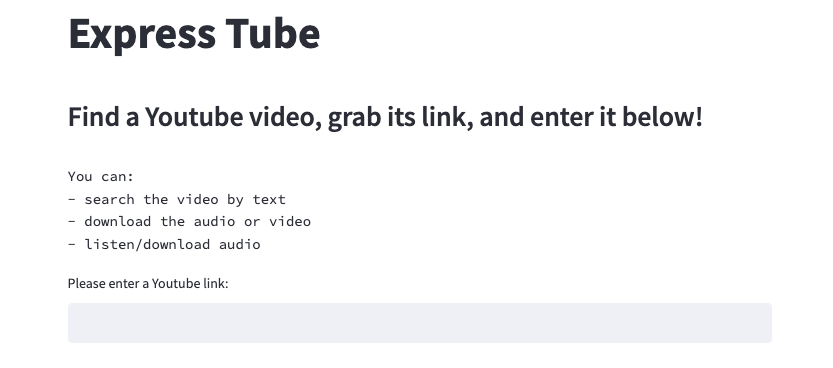 Express Tube
Find a Youtube video, grab its link, and enter it below!
You can:
- search the video by text
- download the audio or video
- listen/download audio
Please enter a Youtube link: